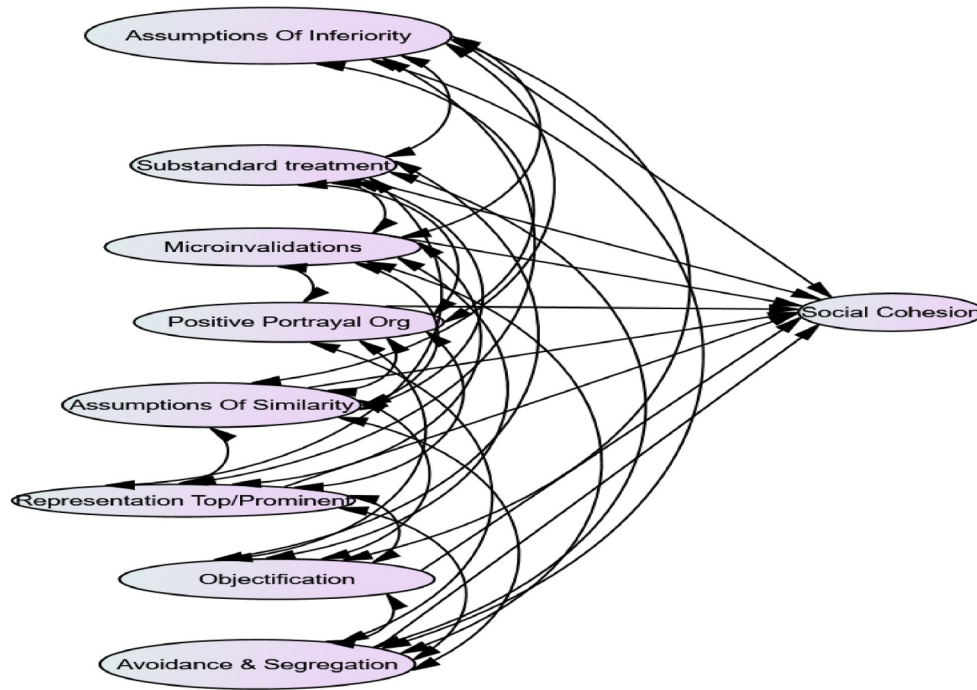 Assumptions Of Inferiority
Substandard treatment
Microinvalidations
Positive Portrayal Org
Social Cohesion
Assumptions Of Similarity
Representation Top/Prominent
Objectification
Avoidance & Segregation